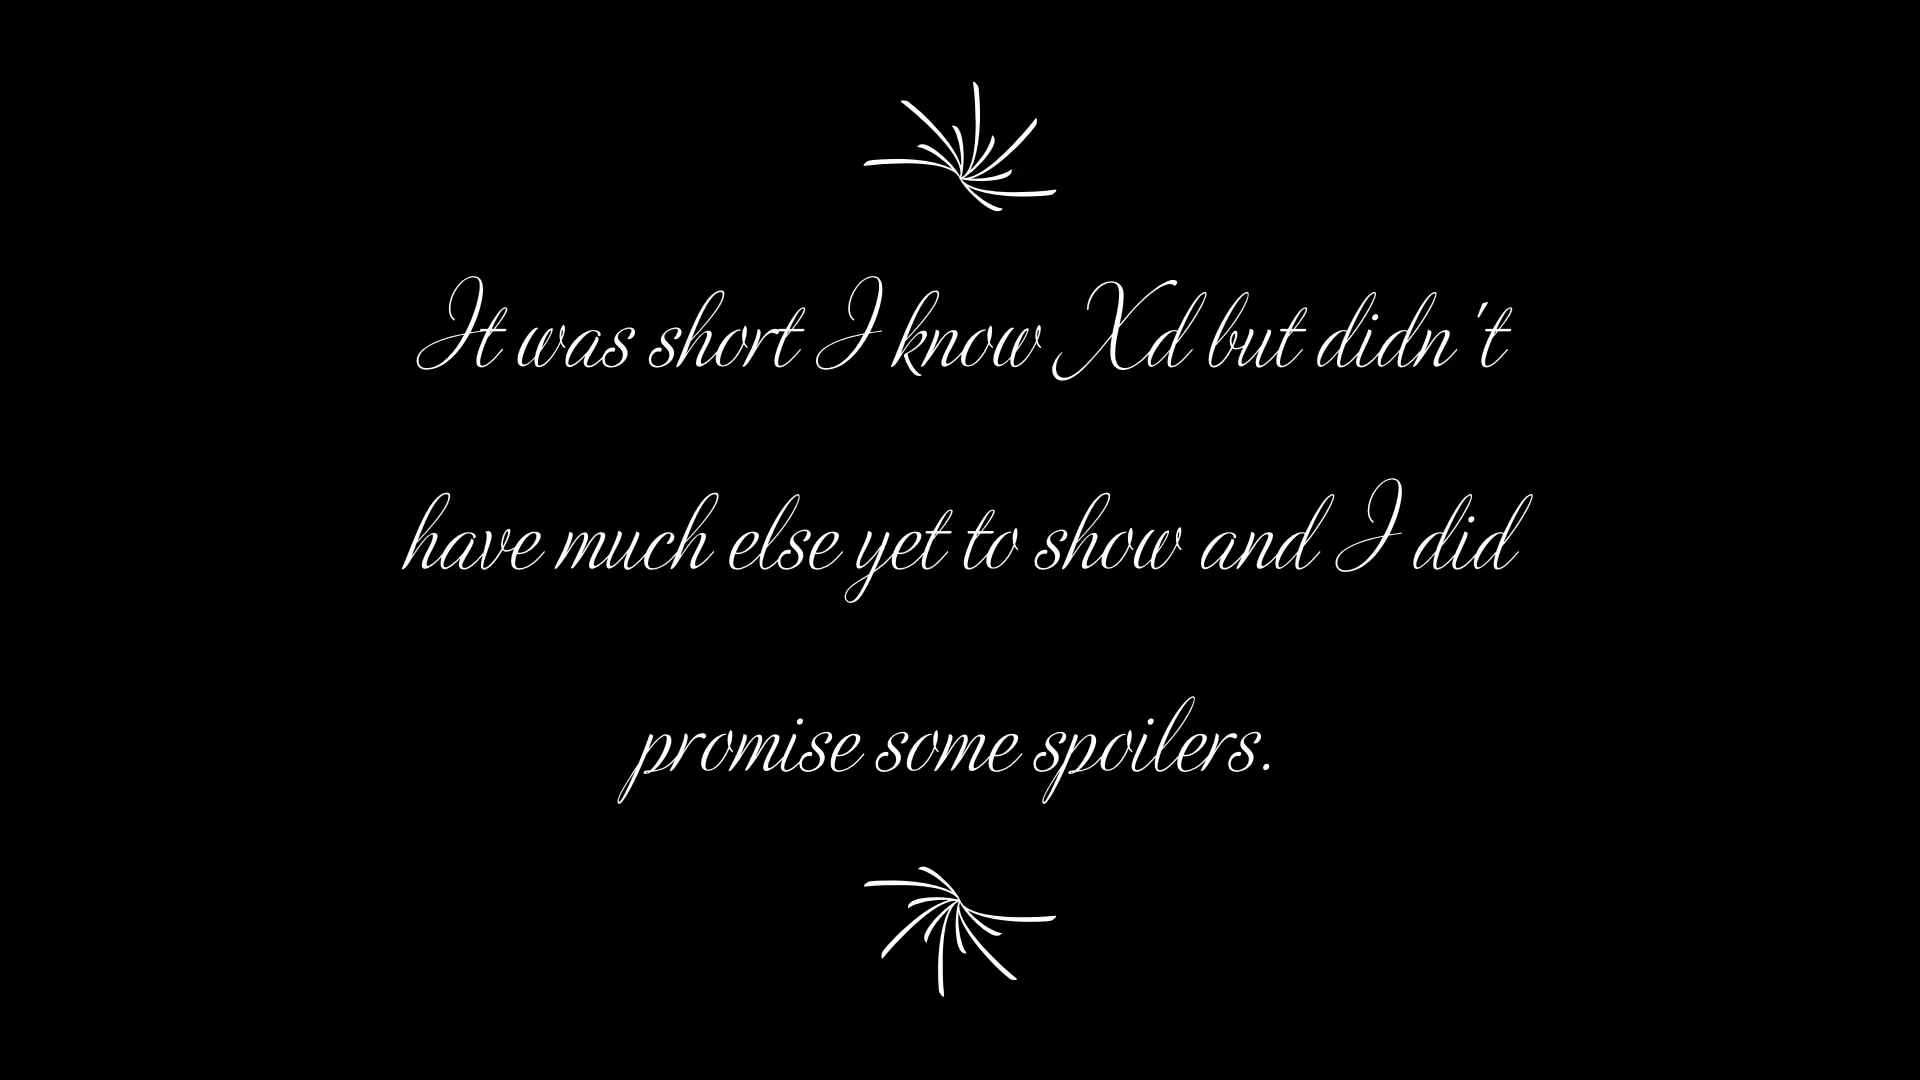 It was short I know Xd but didn't
have much else yet to show and I did
promise some spoilers.